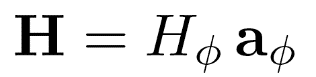 𝐇 = H_ϕ 𝐚_ϕ